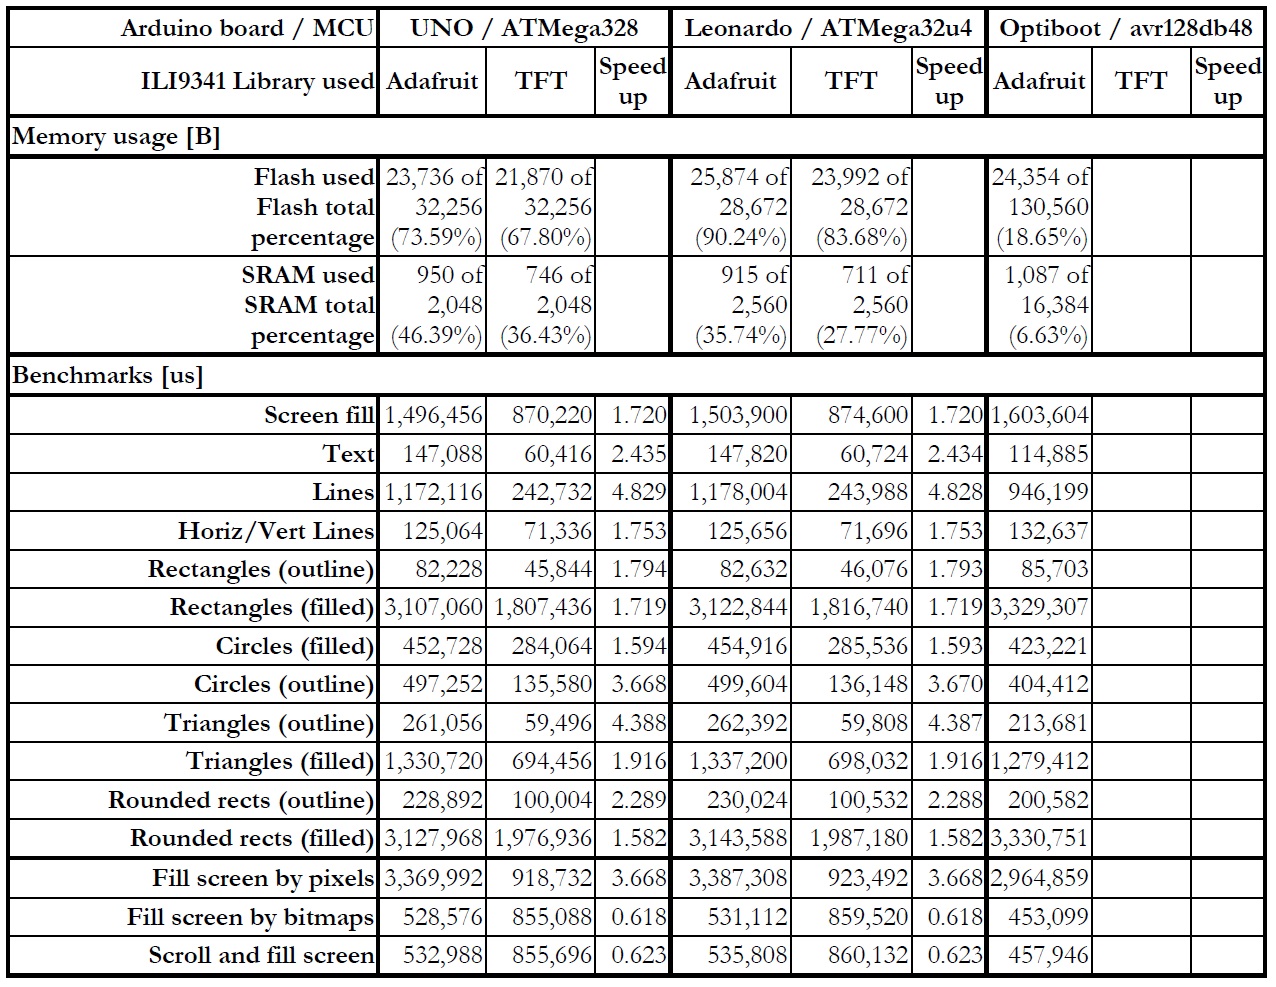 Arduino board / MCU UNO / ATMega328 Leonardo / ATMega32u4 Optiboot / avr128db48
ILI9341 Library used Adafruit TFT Speed up Adafruit TFT Speed up Adafruit TFT Speed up
Memory usage [B]
Flash used 23,736 of 21,870 of 25,874 of 23,992 of 24,354 of
Flash total 32,256 32,256 28,672 28,672 130,560
percentage (73.59%) (67.80%) (90.24%) (83.68%) (18.65%)
SRAM used 950 of 746 of 915 of 711 of 1,087 of
SRAM total 2,048 2,048 2,560 2,560 16,384
percentage (46.39%) (36.43%) (35.74%) (27.77%) (6.63%)
Benchmarks [us]
Screen fill 1,496,456 870,220 1.720 1,503,900 874,600 1.720 1,603,604
Text 147,088 60,416 2.435 147,820 60,724 2.434 114,885
Lines 1,172,116 242,732 4.829 1,178,004 243,988 4.828 946,199
Horiz/Vert Lines 125,064 71,336 1.753 125,656 71,696 1.753 132,637
Rectangles (outline) 82,228 45,844 1.794 82,632 46,076 1.793 85,703
Rectangles (filled) 3,107,060 1,807,436 1.719 3,122,844 1,816,740 1.719 3,329,307
Circles (filled) 452,728 284,064 1.594 454,916 285,536 1.593 423,221
Circles (outline) 497,252 135,580 3.668 499,604 136,148 3.670 404,412
Triangles (outline) 261,056 59,496 4.388 262,392 59,808 4.387 213,681
Triangles (filled) 1,330,720 694,456 1.916 1,337,200 698,032 1.916 1,279,412
Rounded rects (outline) 228,892 100,004 2.289 230,024 100,532 2.288 200,582
Rounded rects (filled) 3,127,968 1,976,936 1.582 3,143,588 1,987,180 1.582 3,330,751
Fill screen by pixels 3,369,992 918,732 3.668 3,387,308 923,492 3.668 2,964,859
Fill screen by bitmaps 528,576 855,088 0.618 531,112 859,520 0.618 453,099
Scroll and fill screen 532,988 855,696 0.623 535,808 860,132 0.623 457,946